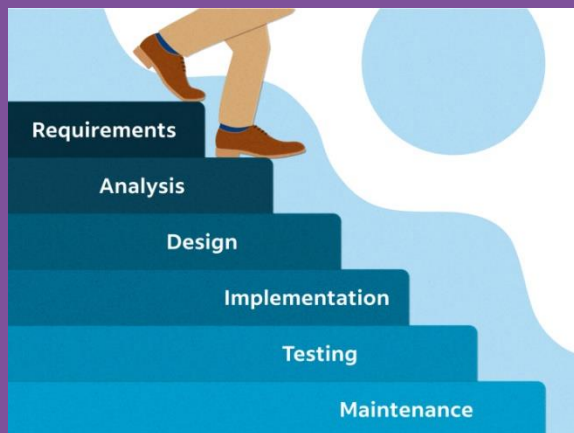 Requirements
Analysis
Design
Implementation
Testing
Maintenance